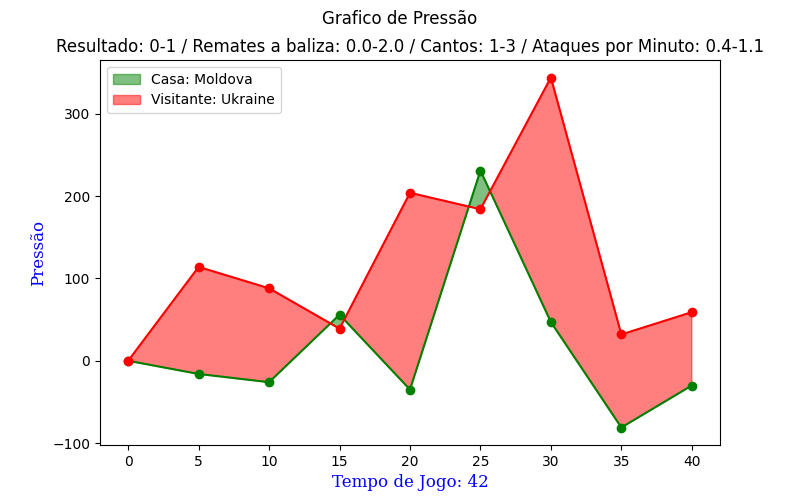 Grafico de Pressão
Resultado: 0-1 / Remates a baliza: 0.0-2.0 / Cantos: 1-3 / Ataques por Minuto: 0.4-1.1
Casa: Moldova
Visitante: Ukraine
300
200
100
0
−100
Pressão
0 5 10 15 20 25 30 35 40
Tempo de Jogo: 42